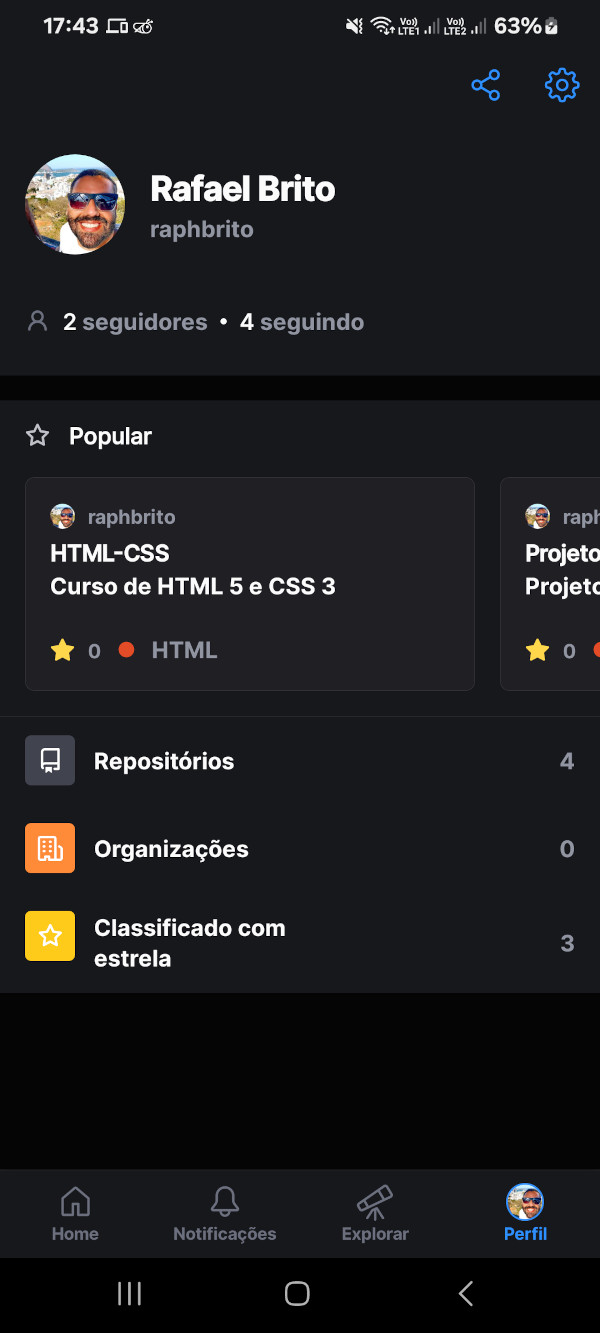 17:43 Vo) LTE1 Vo) LTE2 63%
Rafael Brito
raphbrito
2 seguidores • 4 seguindo
Popular
raphbrito
HTML-CSS
Curso de HTML 5 e CSS 3
0 HTML
raph
Projeto
Projeto
0
Repositórios 4
Organizações 0
Classificado com
estrela 3
Home Notificações Explorar Perfil